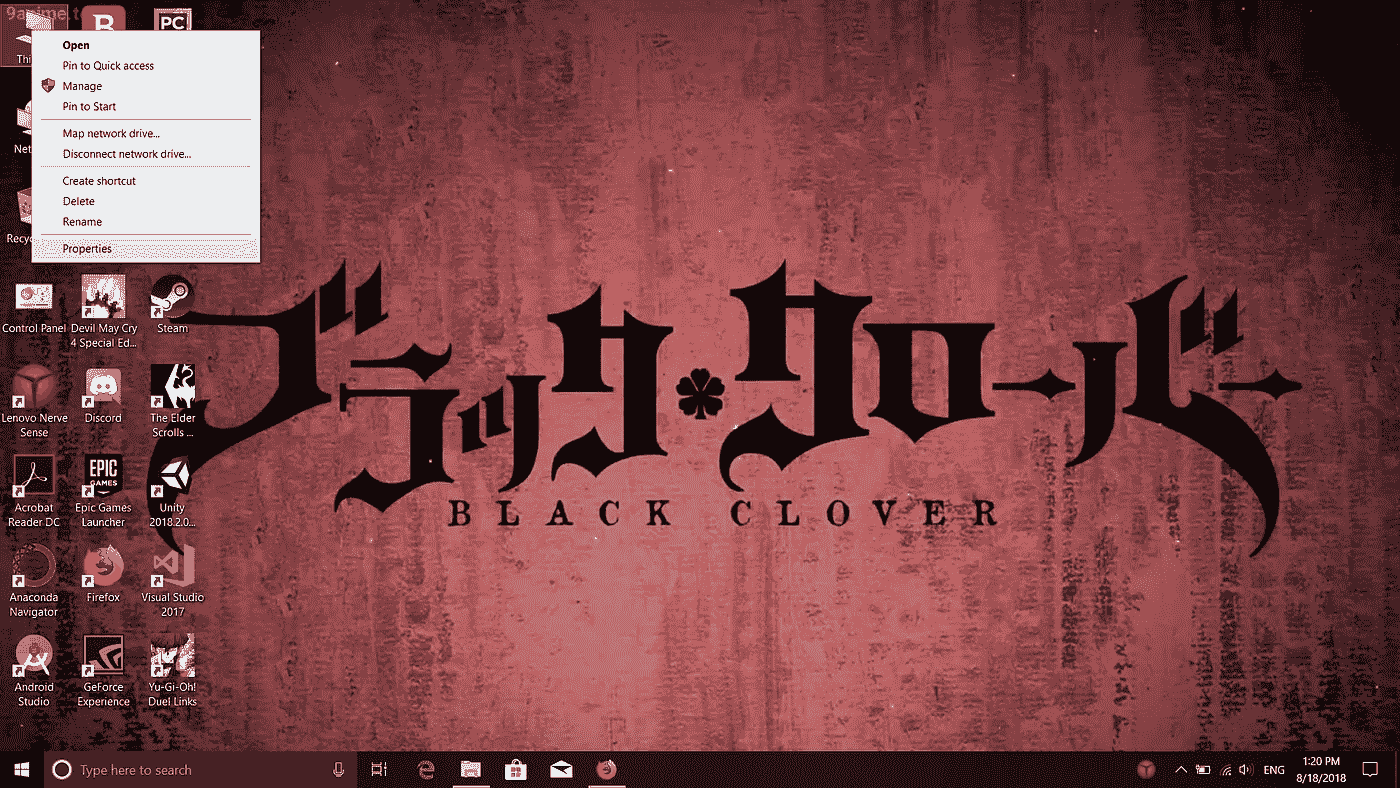 9anime.t
B
PC
Thi
Open
Pin to Quick access
Manage
Pin to Start
Map network drive...
Disconnect network drive...
Create shortcut
Delete
Rename
Properties
Net
Recyc
Control Panel
Devil May Cry
4 Special Ed...
Steam
Lenovo Nerve
Sense
Discord
The Elder
Scrolls ...
EPIC
GAMES
Acrobat
Reader DC
Epic Games
Launcher
Unity
2018 2.0...
Anaconda
Navigator
Firefox
Visual Studio
2017
Android
Studio
GeForce
Experience
Yu-Gi-Oh!
Duel Links
ブラック クローバー
BLACK CLOVER
Type here to search
ENG
1:20 PM
8/18/2018